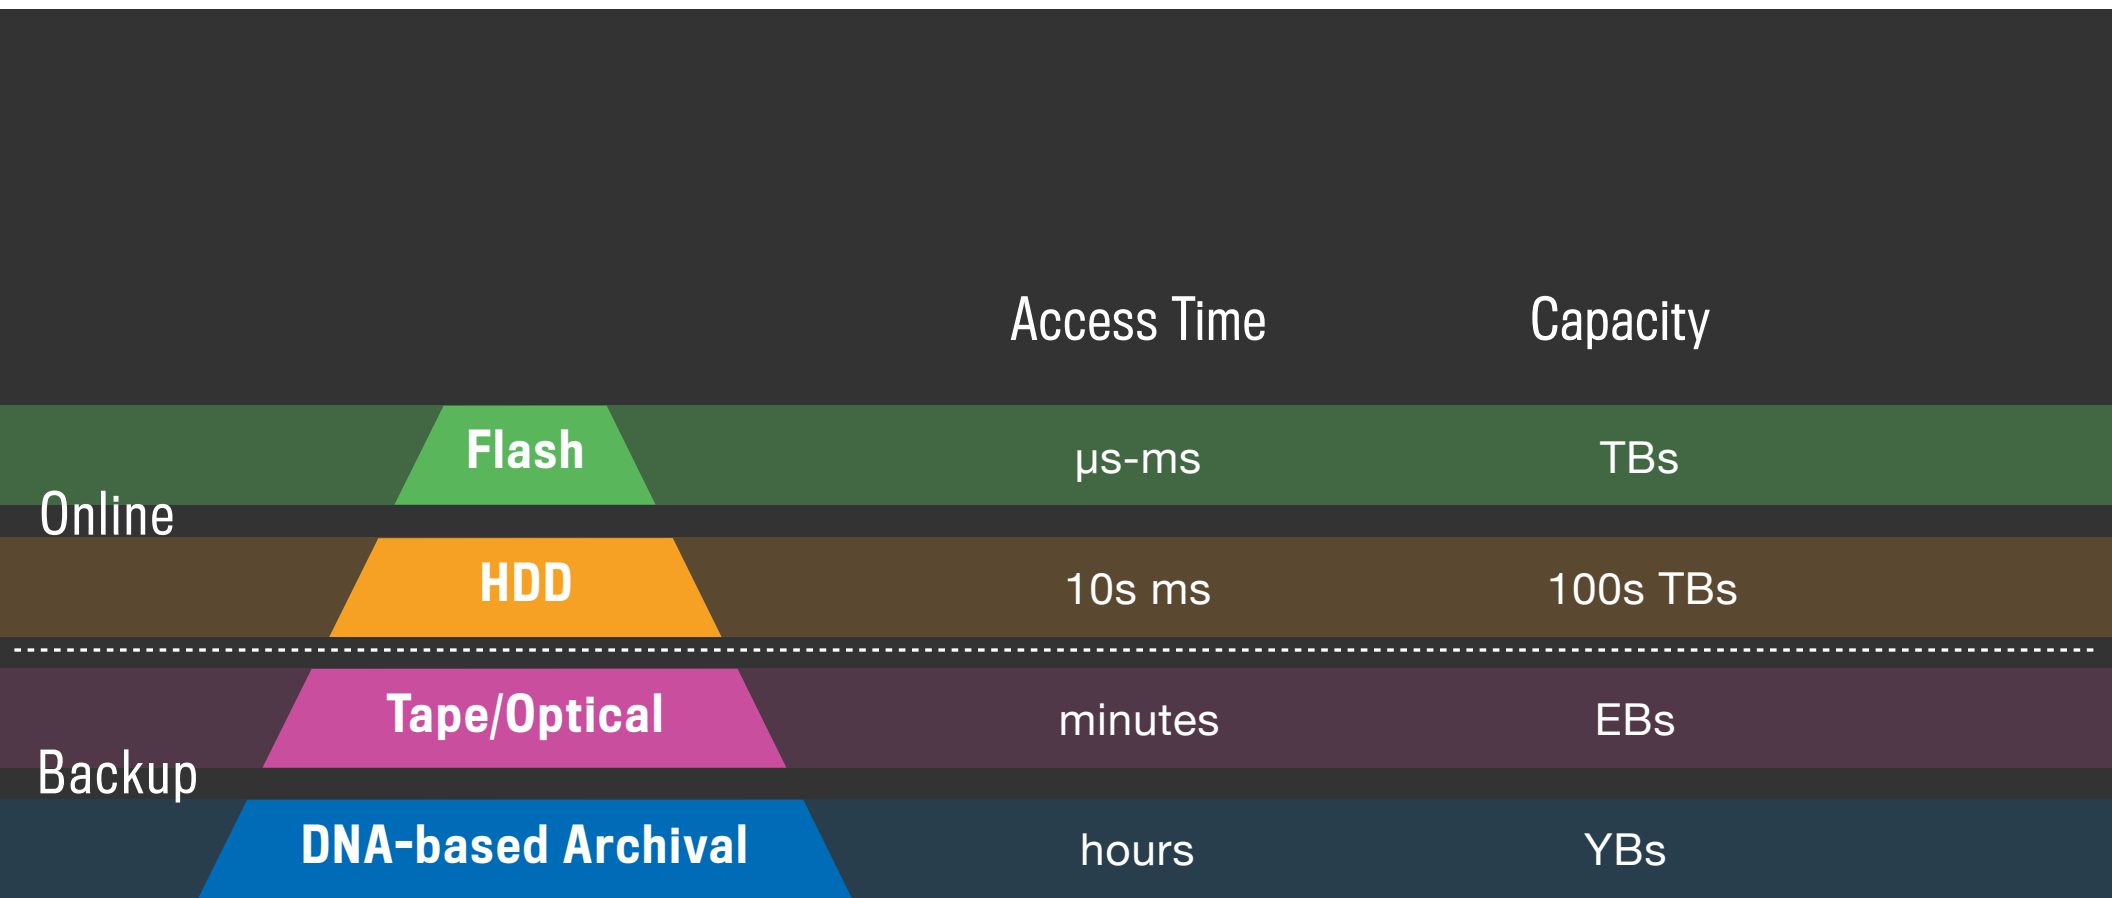 Access Time Capacity
Flash µs-ms TBs
Online
HDD 10s ms 100s TBs
Tape/Optical minutes EBs
Backup
DNA-based Archival hours YBs